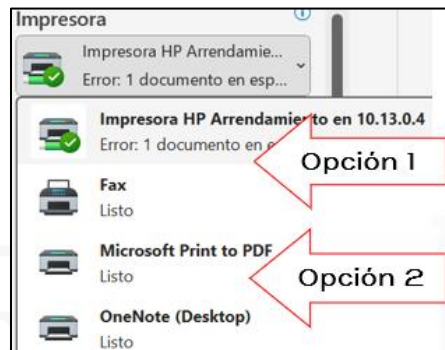 Impresora
Impresora HP Arrendamie...
Error: 1 documento en esp...
Impresora HP Arrendamiento en 10.13.0.4
Error: 1 documento en e
Opción 1
Fax
Listo
Microsoft Print to PDF
Listo
Opción 2
OneNote (Desktop)
Listo